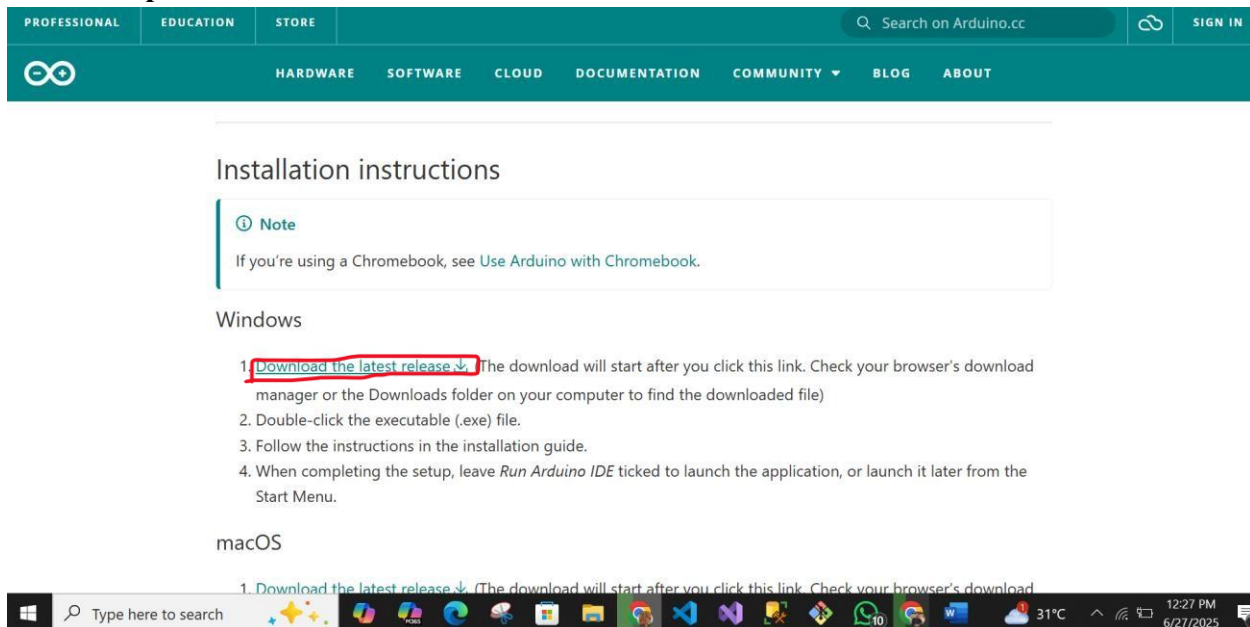 PROFESSIONAL EDUCATION STORE Search on Arduino.cc SIGN IN
HARDWARE SOFTWARE CLOUD DOCUMENTATION COMMUNITY BLOG ABOUT
Installation instructions
Note
If you're using a Chromebook, see Use Arduino with Chromebook.
Windows
1. Download the latest release (The download will start after you click this link. Check your browser's download
manager or the Downloads folder on your computer to find the downloaded file)
2. Double-click the executable (.exe) file.
3. Follow the instructions in the installation guide.
4. When completing the setup, leave Run Arduino IDE ticked to launch the application, or launch it later from the
Start Menu.
macOS
1. Download the latest release (The download will start after you click this link. Check your browser's download
Type here to search 10 31°C 12:27 PM
6/27/2025